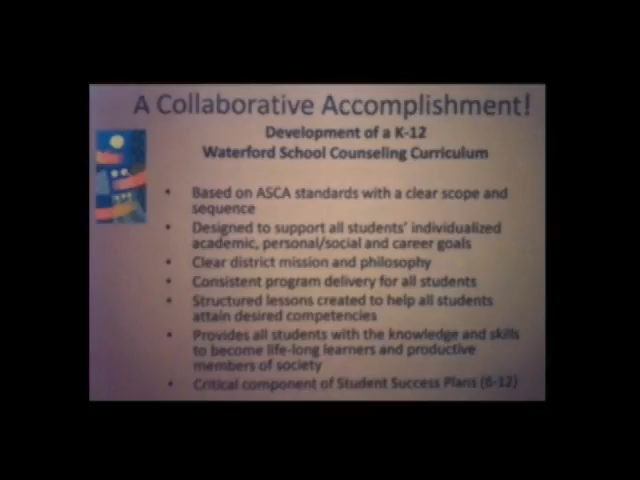 A Collaborative Accomplishment!
Development of a K-12
Waterford School Counseling Curriculum
• Based on ASCA standards with a clear scope and
sequence
• Designed to support all students' individualized
academic, personal/social and career goals
• Clear district mission and philosophy
• Consistent program delivery for all students
• Structured lessons created to help all students
attain desired competencies
• Provides all students with the knowledge and skills
to become life-long learners and productive
members of society
• Critical component of Student Success Plans (6-12)